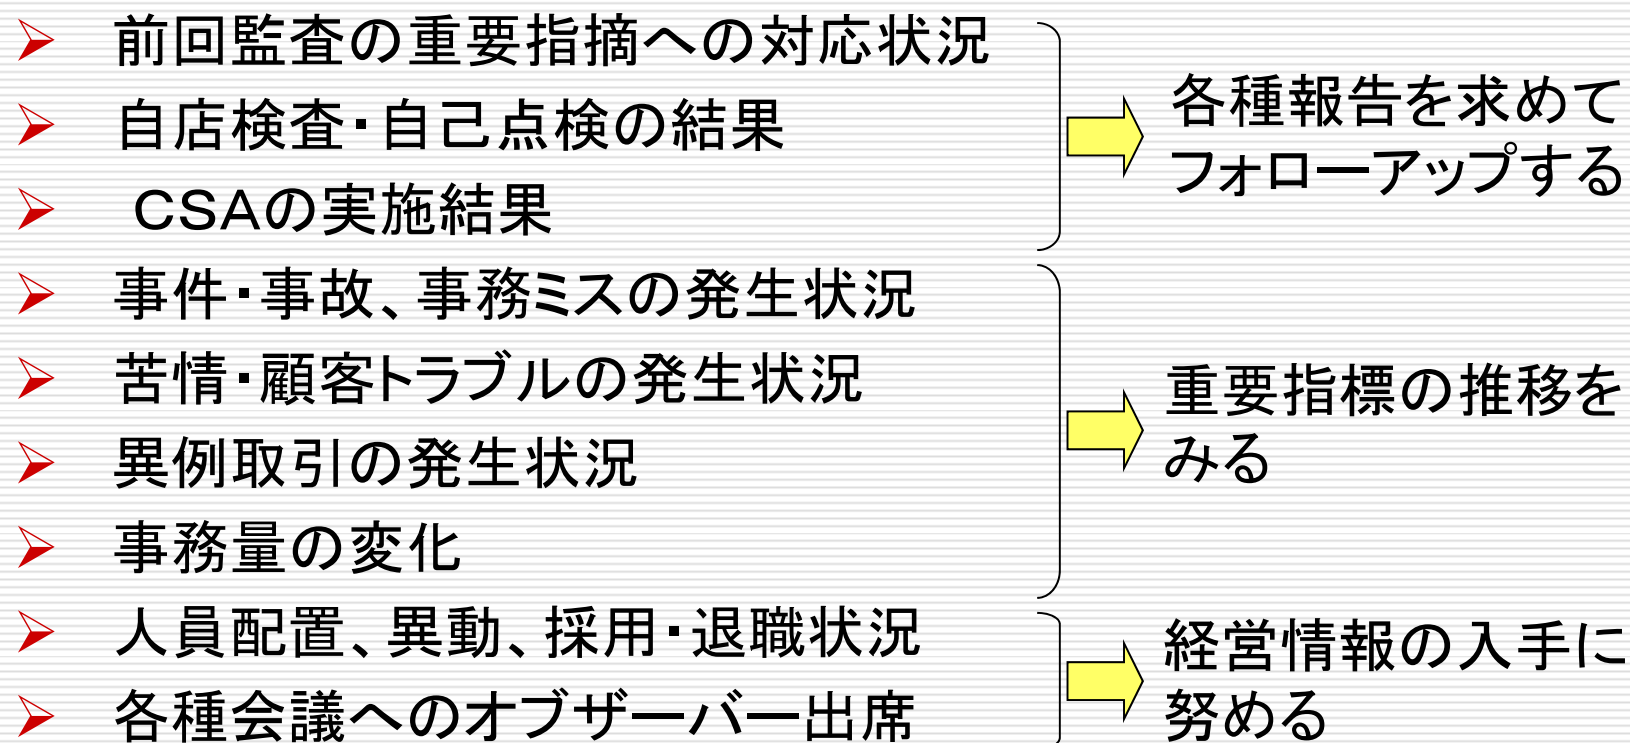 前回監査の重要指摘への対応状況
自店検査・自己点検の結果
CSAの実施結果
各種報告を求めて
フォローアップする
事件・事故、事務ミスの発生状況
苦情・顧客トラブルの発生状況
異例取引の発生状況
事務量の変化
重要指標の推移を
みる
人員配置、異動、採用・退職状況
各種会議へのオブザーバー出席
経営情報の入手に
努める